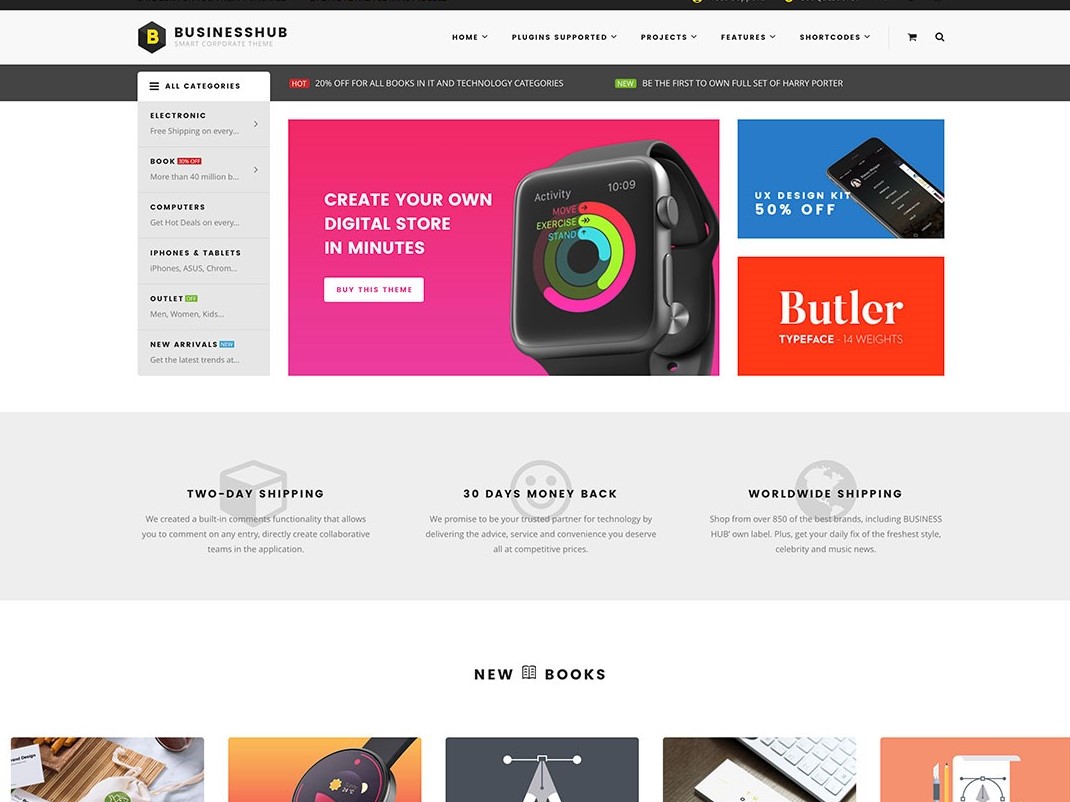 BUSINESSHUB
SMART CORPORATE THEME
HOME
PLUGINS SUPPORTED
PROJECTS
FEATURES
SHORTCODES
ALL CATEGORIES
HOT 20% OFF FOR ALL BOOKS IN IT AND TECHNOLOGY CATEGORIES
NEW BE THE FIRST TO OWN FULL SET OF HARRY PORTER
ELECTRONIC
Free Shipping on every...
BOOK 30% OFF
More than 40 million b...
COMPUTERS
Get Hot Deals on every...
IPHONES & TABLETS
iPhones, ASUS, Chrom...
OUTLET OFF
Men, Women, Kids...
NEW ARRIVALS NEW
Get the latest trends at...
CREATE YOUR OWN
DIGITAL STORE
IN MINUTES
BUY THIS THEME
Activity 10:09
MOVE
EXERCISE
STAND
UX DESIGN KIT
50% OFF
Butler
TYPEFACE - 14 WEIGHTS
TWO-DAY SHIPPING
We created a built-in comments functionality that allows
you to comment on any entry, directly create collaborative
teams in the application.
30 DAYS MONEY BACK
We promise to be your trusted partner for technology by
delivering the advice, service and convenience you deserve
all at competitive prices.
WORLDWIDE SHIPPING
Shop from over 850 of the best brands, including BUSINESS
HUB' own label. Plus, get your daily fix of the freshest style,
celebrity and music news.
NEW BOOKS